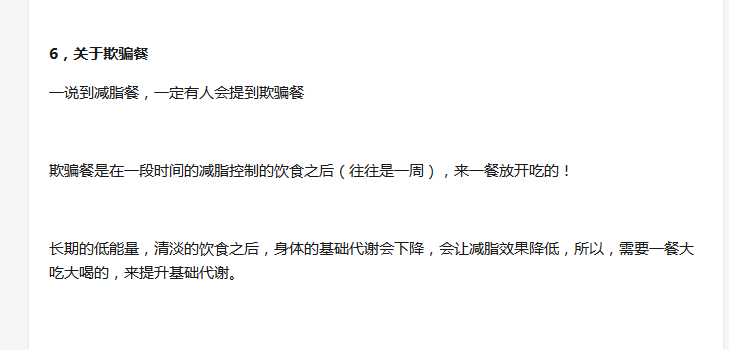 6，关于欺骗餐
一说到减脂餐，一定有人会提到欺骗餐
欺骗餐是在一段时间的减脂控制的饮食之后（往往是一周），来一餐放开吃的！
长期的低能量，清淡的饮食之后，身体的基础代谢会下降，会让减脂效果降低，所以，需要一餐大
吃大喝的，来提升基础代谢。